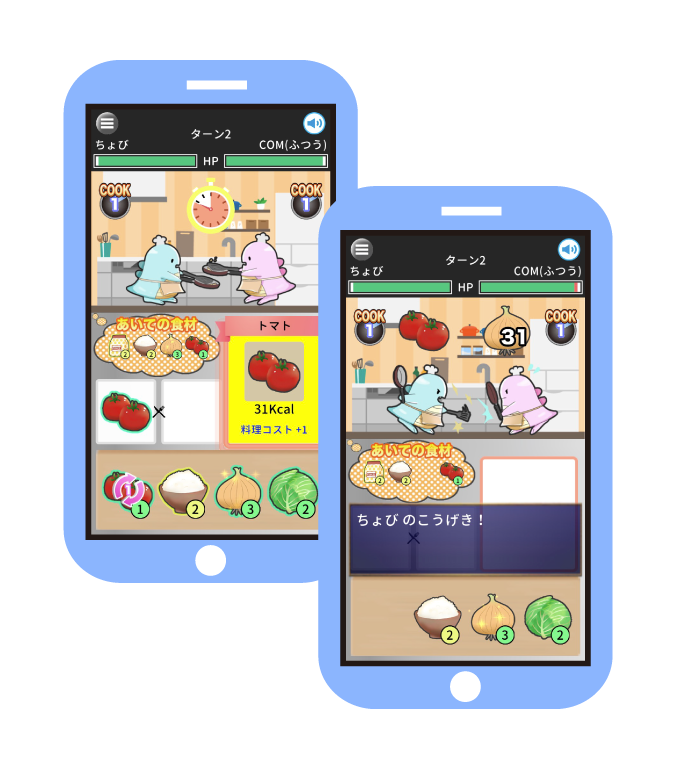 ターン2
ちょび
COM(ふつう)
HP
COOK
1
COOK
1
あいての食材
2
2
3
1
トマト
31Kcal
料理コスト +1
1
2
3
2
ターン2
ちょび
COM(ふつう)
HP
COOK
1
31
COOK
1
あいての食材
2
2
1
ちょび のこうげき！
2
3
2